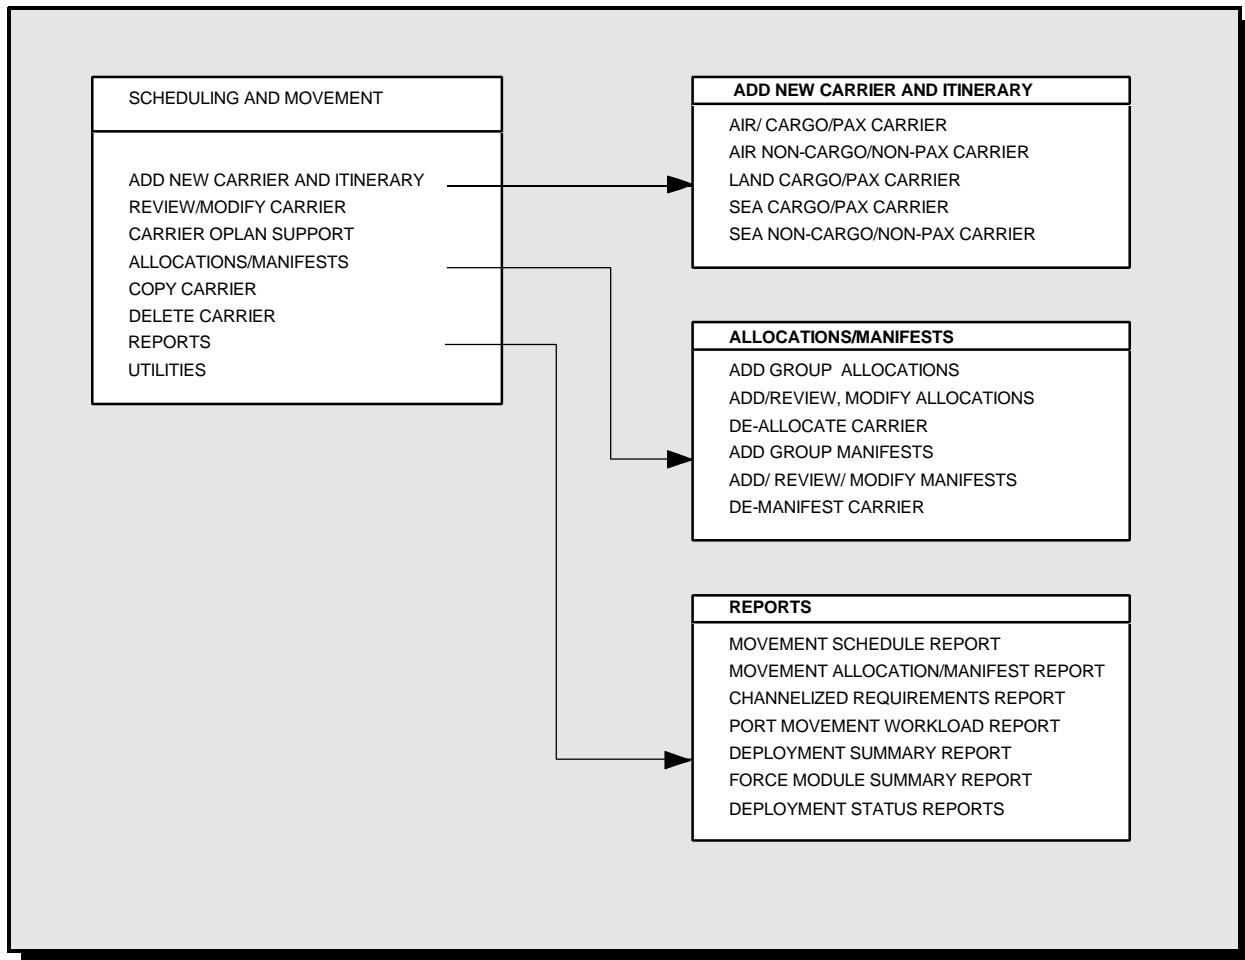 SCHEDULING AND MOVEMENT
ADD NEW CARRIER AND ITINERARY
REVIEW/MODIFY CARRIER
CARRIER OPLAN SUPPORT
ALLOCATIONS/MANIFESTS
COPY CARRIER
DELETE CARRIER
REPORTS
UTILITIES
ADD NEW CARRIER AND ITINERARY
AIR/ CARGO/PAX CARRIER
AIR NON-CARGO/NON-PAX CARRIER
LAND CARGO/PAX CARRIER
SEA CARGO/PAX CARRIER
SEA NON-CARGO/NON-PAX CARRIER
ALLOCATIONS/MANIFESTS
ADD GROUP  ALLOCATIONS
ADD/REVIEW, MODIFY ALLOCATIONS
DE-ALLOCATE CARRIER
ADD GROUP MANIFESTS
ADD/ REVIEW/ MODIFY MANIFESTS
DE-MANIFEST CARRIER
REPORTS
MOVEMENT SCHEDULE REPORT
MOVEMENT ALLOCATION/MANIFEST REPORT
CHANNELIZED REQUIREMENTS REPORT
PORT MOVEMENT WORKLOAD REPORT
DEPLOYMENT SUMMARY REPORT
FORCE MODULE SUMMARY REPORT
DEPLOYMENT STATUS REPORTS